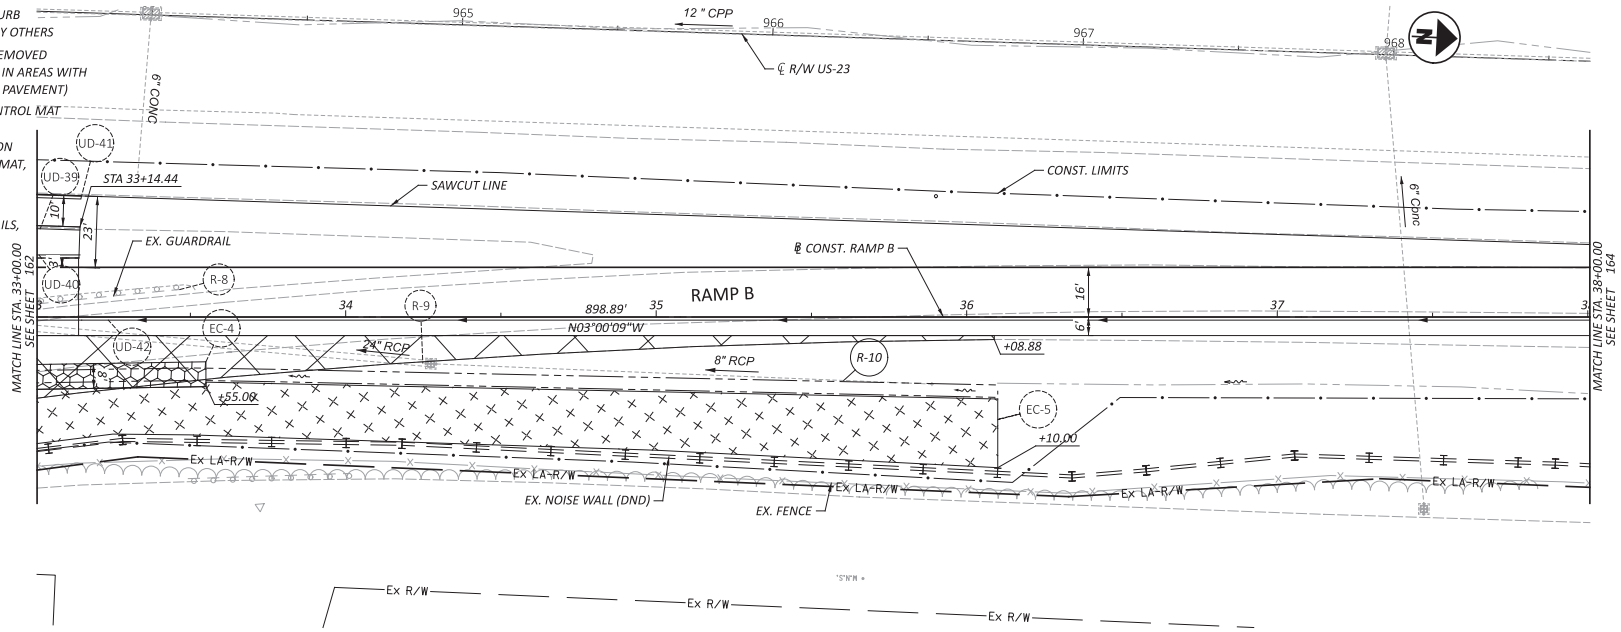 URB
Y OTHERS
EMOVED
IN AREAS WITH
PAVEMENT)
NTROL MAT
ON
MAT,
ILS,
965
12 " CPP
966
967
968
N
℄ R/W US-23
6" CONC
UD-41
UD-39
STA 33+14.44
SAWCUT LINE
CONST. LIMITS
6" Conc
10'
23'
3'
EX. GUARDRAIL
CONST. RAMP B
MATCH LINE STA. 33+00.00
SEE SHEET 162
MATCH LINE STA. 38+00.00
SEE SHEET 164
UD-40
R-8
R-9
RAMP B
16'
6'
3
34
898.89'
35
36
37
3
N03°00'09"W
EC-4
UD-42
24" RCP
8" RCP
R-10
+08.88
8'
+55.00
EC-5
+10.00
Ex LA-R/W
Ex LA-R/W
Ex LA-R/W
Ex LA-R/W
Ex LA-R/W
EX. NOISE WALL (DND)
EX. FENCE
W.N.S.
Ex R/W
Ex R/W
Ex R/W